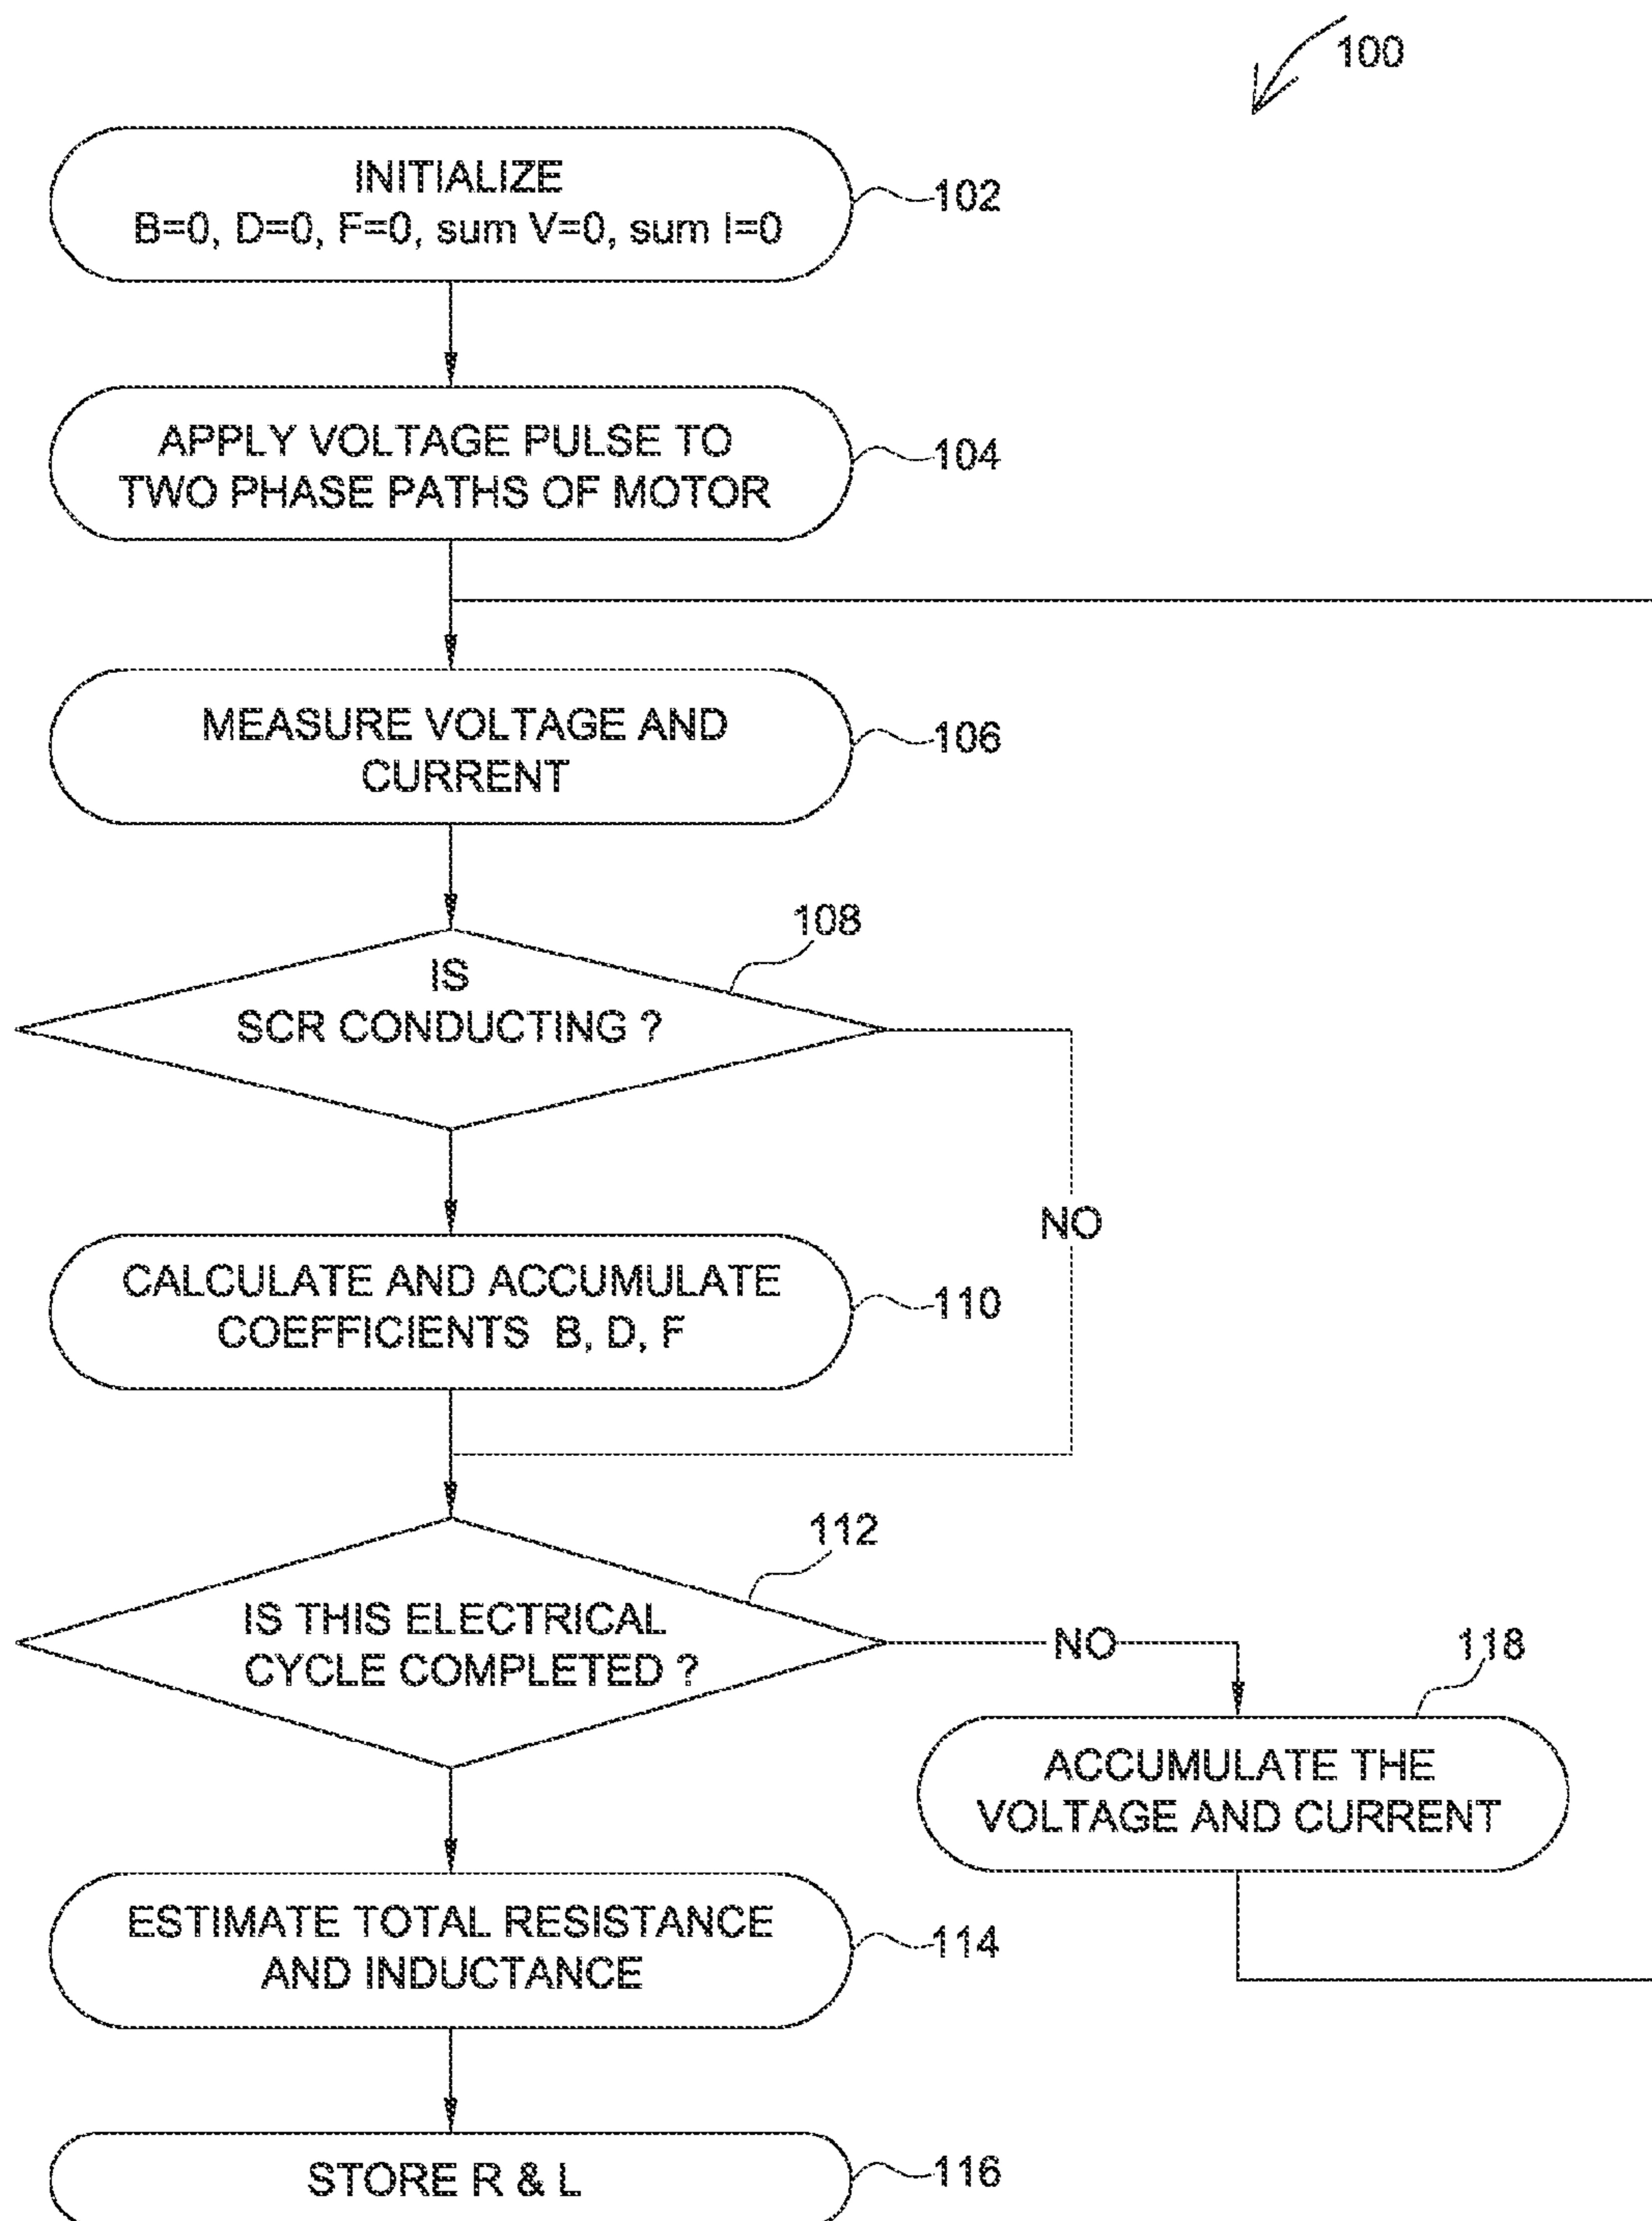 100
INITIALIZE
B=0, D=0, F=0, sum V=0, sum I=0
102
APPLY VOLTAGE PULSE TO
TWO PHASE PATHS OF MOTOR
104
MEASURE VOLTAGE AND
CURRENT
106
108
IS
SCR CONDUCTING ?
NO
CALCULATE AND ACCUMULATE
COEFFICIENTS B, D, F
110
112
IS THIS ELECTRICAL
CYCLE COMPLETED ?
NO
118
ACCUMULATE THE
VOLTAGE AND CURRENT
ESTIMATE TOTAL RESISTANCE
AND INDUCTANCE
114
STORE R & L
116